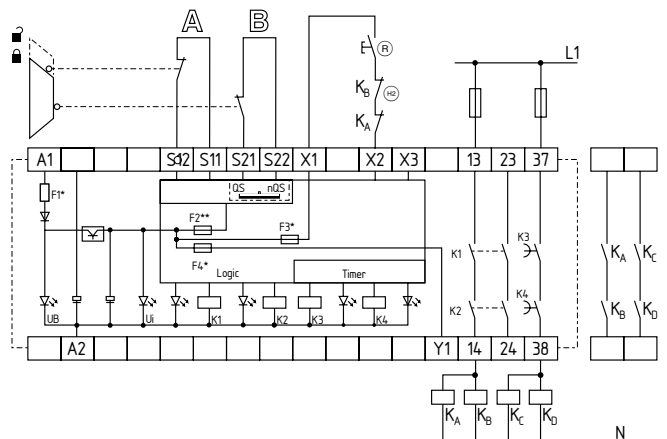 A B
R
L1
K_B H2
K_A
A1 S12 S11 S21 S22 X1 X2 X3 13 23 37
F1*
QS nQS
F2**
F3*
F4*
K1 K3
K_A K_C
Logic Timer
K2 K4
UB Ui K1 K2 K3 K4
K_B K_D
A2 Y1 14 24 38
K_A K_B K_C K_D
N